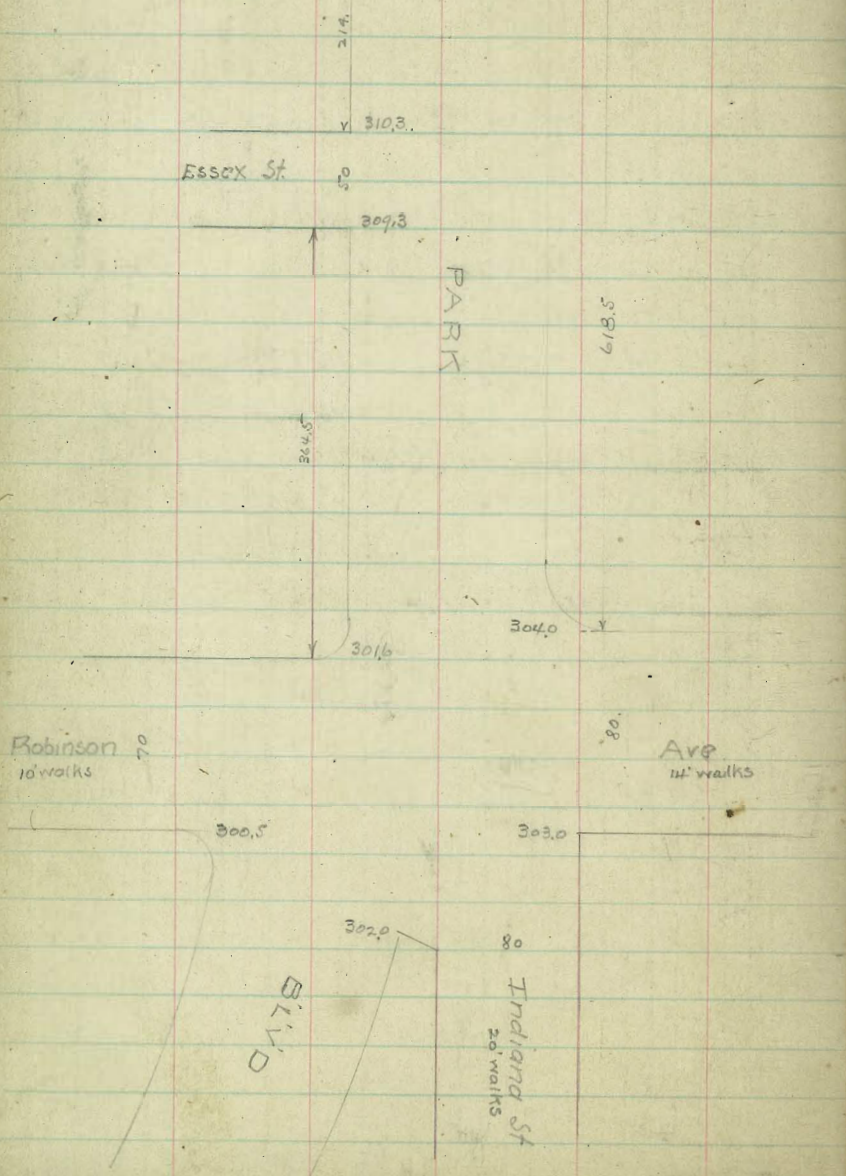 214.
310.3.
Essex St.
50
309.3
PARK
618.5
364.5
304.0
301.6
Robinson
10' walks
70
80.
Ave
14' walks
300.5
303.0
302.0
80
BLV'D
Indiana St
20' walks